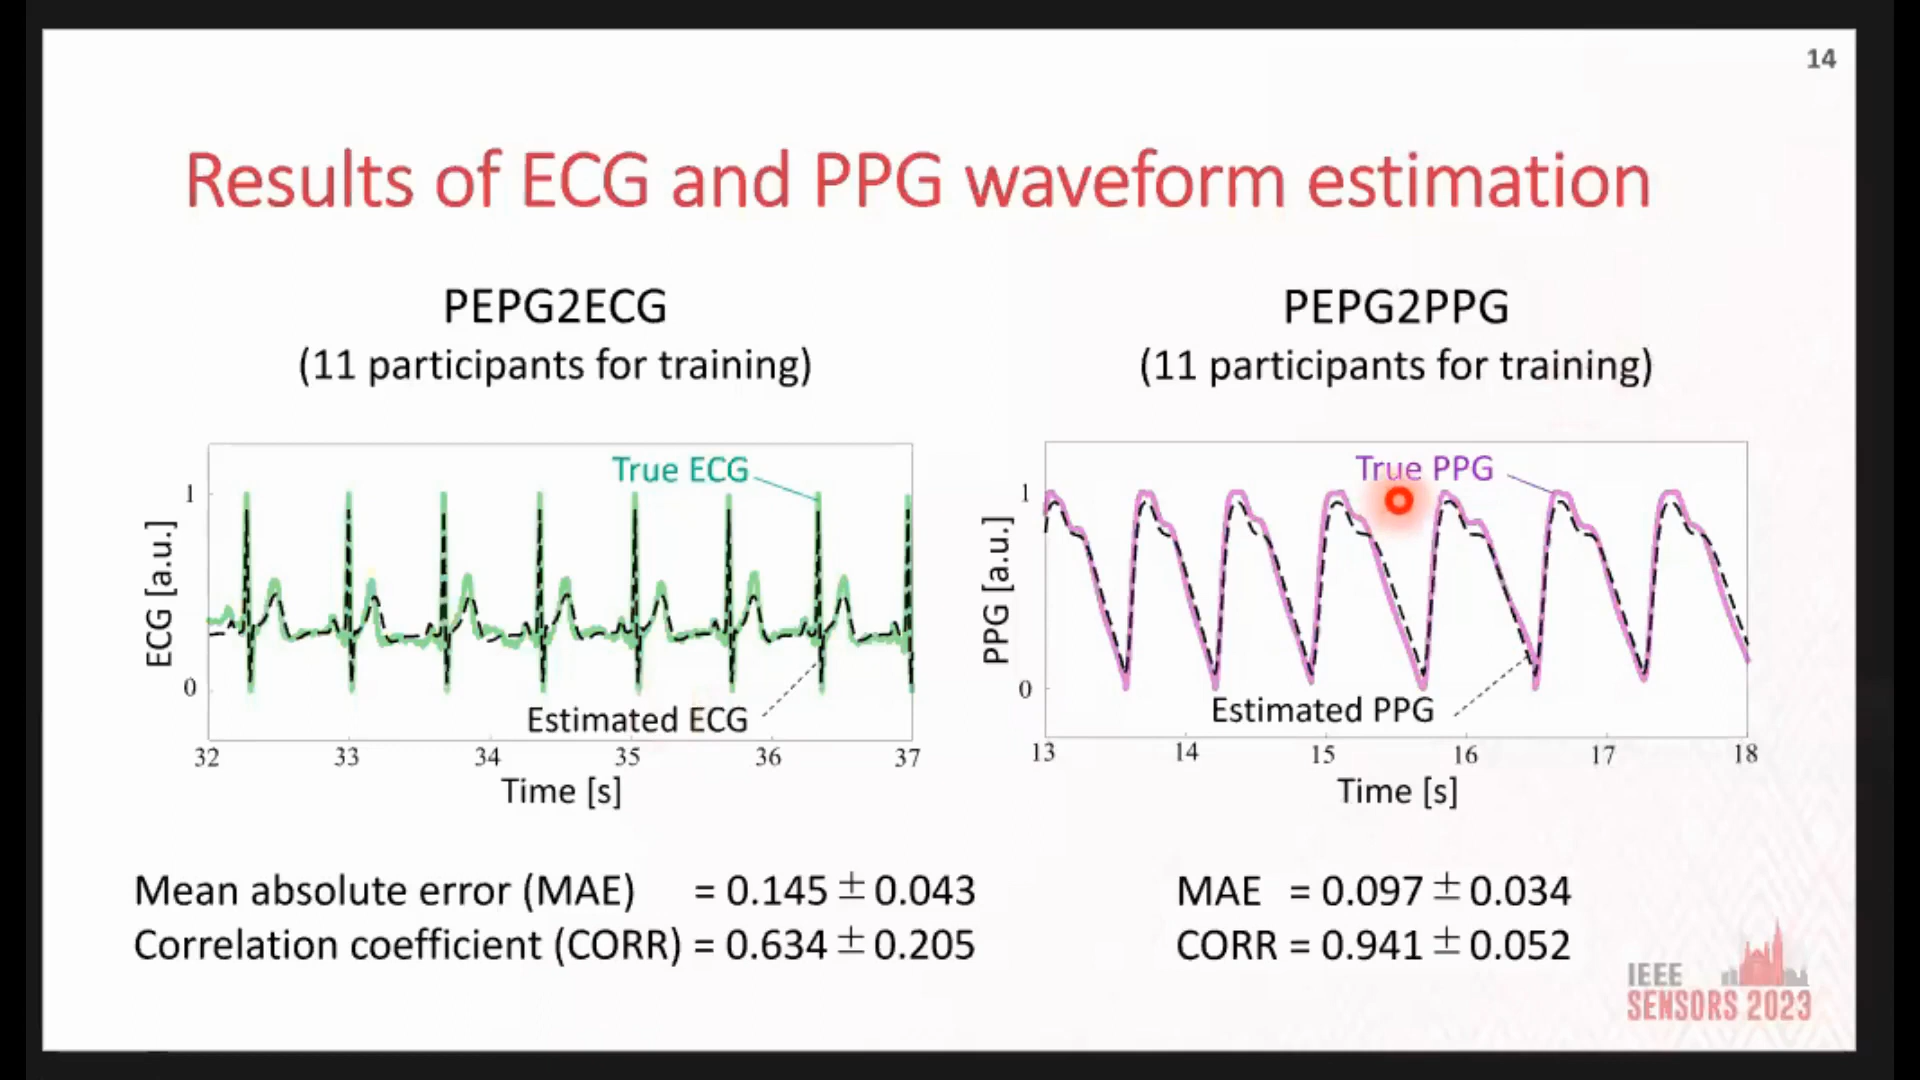 14
Results of ECG and PPG waveform estimation
PEPG2ECG
(11 participants for training)
True ECG
1
ECG [a.u.]
0
Estimated ECG
32 33 34 35 36 37
Time [s]
Mean absolute error (MAE) = 0.145 ± 0.043
Correlation coefficient (CORR) = 0.634 ± 0.205
PEPG2PPG
(11 participants for training)
True PPG
1
PPG [a.u.]
0
Estimated PPG
13 14 15 16 17 18
Time [s]
MAE = 0.097 ± 0.034
CORR = 0.941 ± 0.052
IEEE
SENSORS 2023